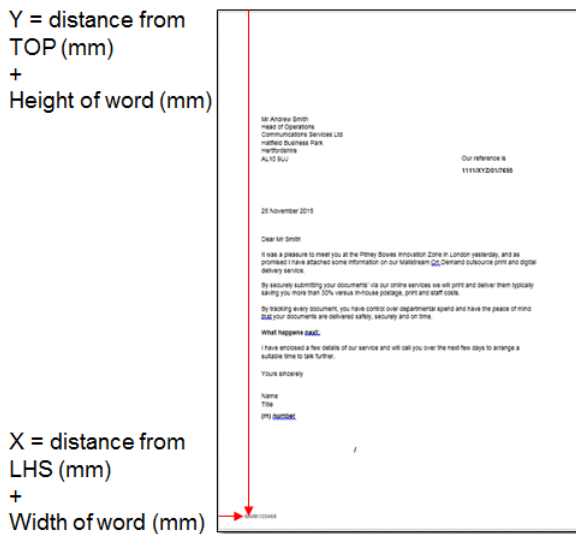 Y = distance from
TOP (mm)
+
Height of word (mm)
Mr Andrew Smith
Head of Operations
Communications Services Ltd
Hatfield Business Park
Hertfordshire
AL10 9UJ
Our reference is
1111/XYZ/01/7656
25 November 2015
Dear Mr Smith
It was a pleasure to meet you at the Pitney Bowes Innovation Zone in London yesterday, and as
promised I have attached some information on our Mailstream On Demand outsource print and digital
delivery service.
By securely submitting your documents' via our online services we will print and deliver them typically
saving you more than 30% versus in-house postage, print and staff costs.
By tracking every document, you have control over departmental spend and have the peace of mind
that your documents are delivered safely, securely and on time.
What happens next:
I have enclosed a few details of our service and will call you over the next few days to arrange a
suitable time to talk further.
Yours sincerely
Name
Title
(m) number
/
X = distance from
LHS (mm)
+
Width of word (mm)